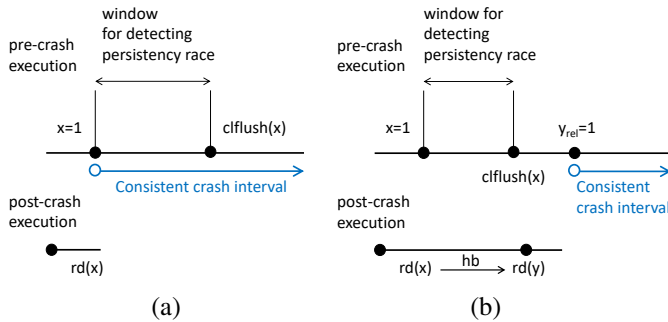 pre-crash
execution
window
for detecting
persistency race
x=1
clflush(x)
Consistent crash interval
post-crash
execution
rd(x)
(a)
pre-crash
execution
window for
detecting
persistency race
x=1
clflush(x)
y_rel=1
Consistent
crash interval
post-crash
execution
rd(x)
hb
rd(y)
(b)